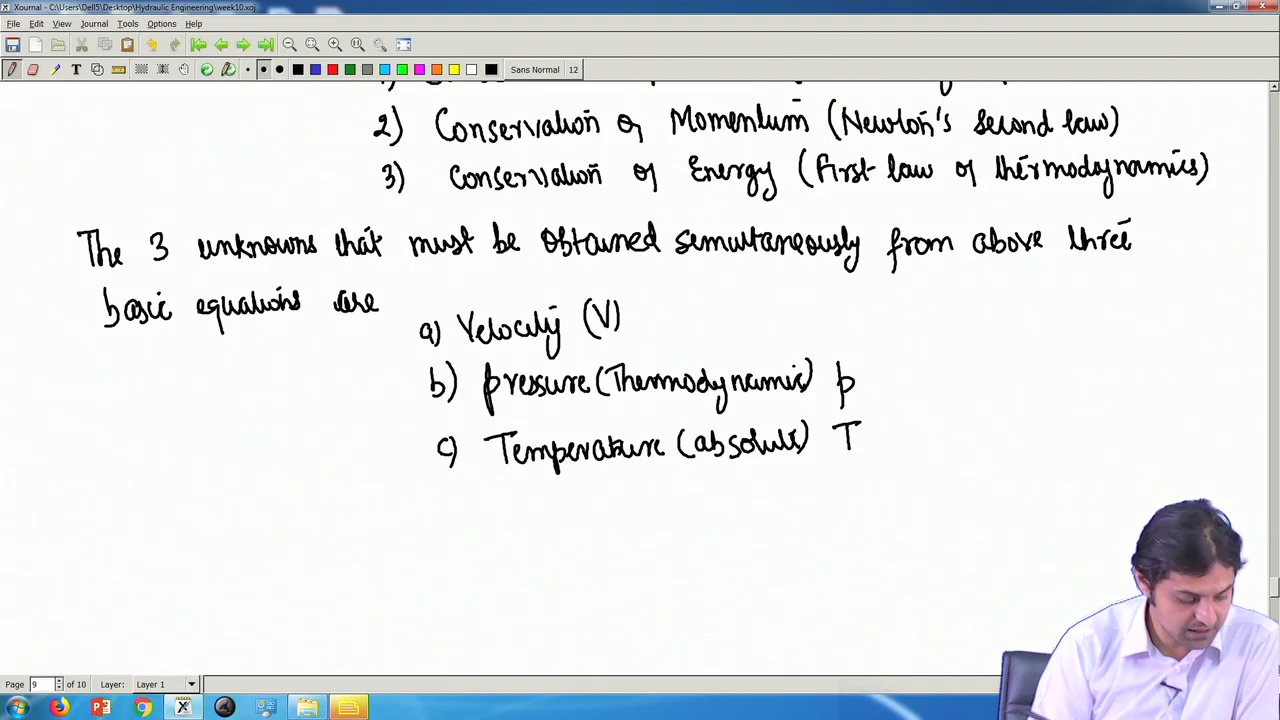 Xournal - C:\Users\Dell5\Desktop\Hydraulic Engineering\week10.xoj
File Edit View Journal Tools Options Help
Sans Normal 12
2) Conservation of Momentum (Newton's second law)
3) Conservation of Energy (First law of thermodynamics)
The 3 unknowns that must be obtained simultaneously from above three
basic equations are
a) Velocity (V)
b) pressure (Thermodynamic) p
c) Temperature (absolute) T
Page 9 of 10 Layer: Layer 1